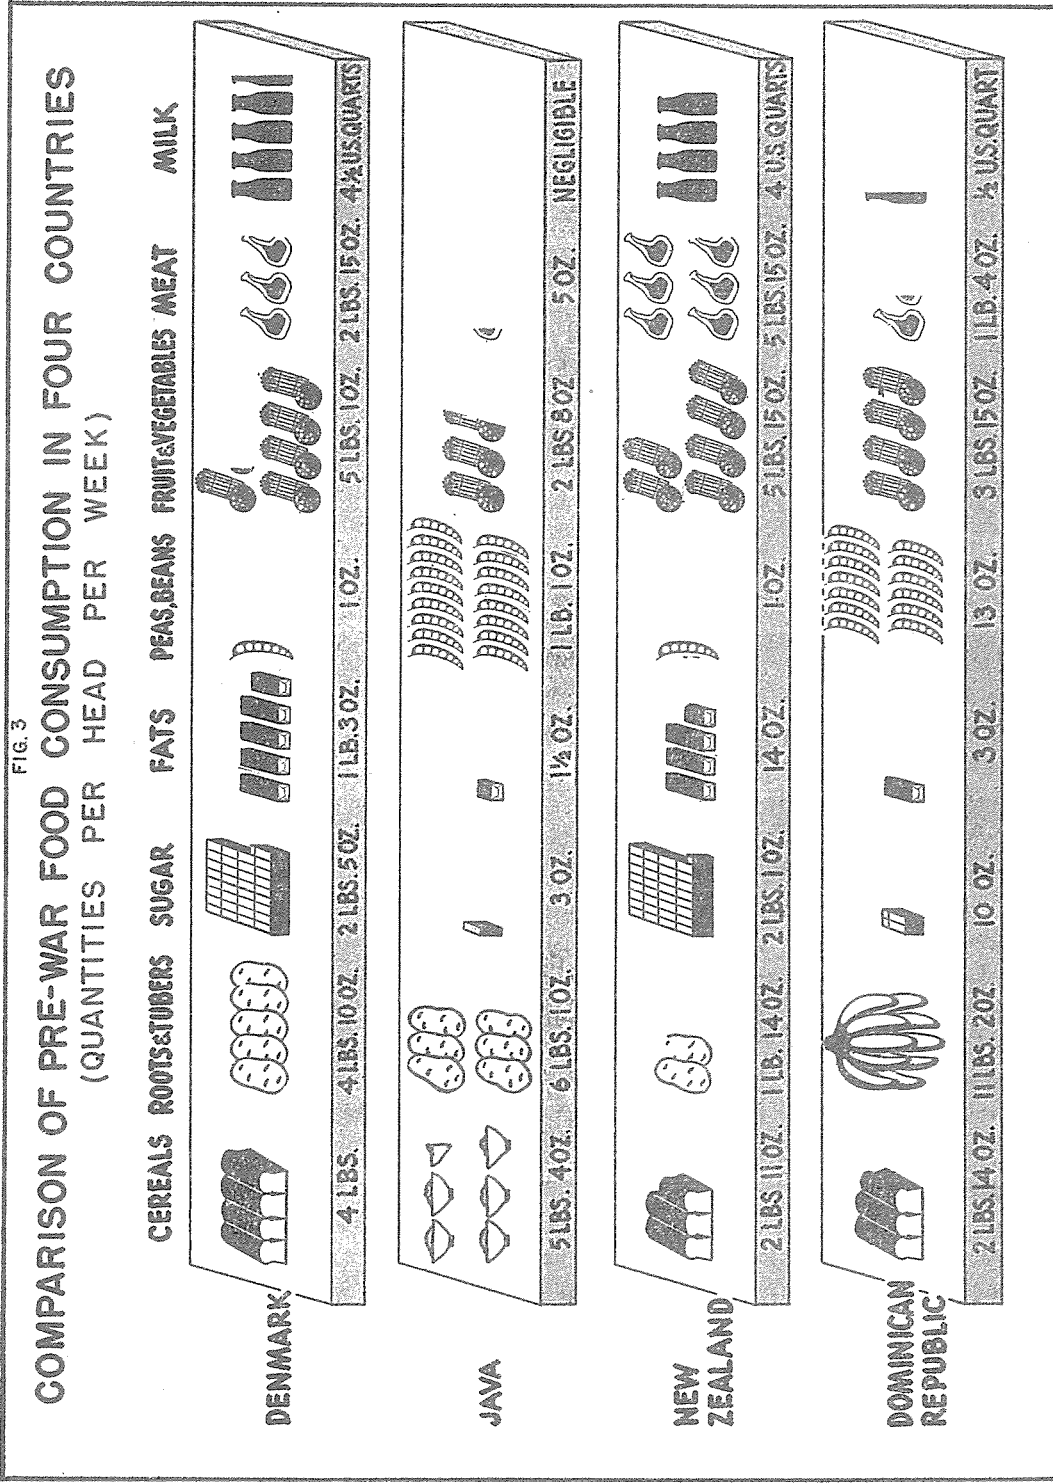 FIG. 3
COMPARISON OF PRE-WAR FOOD CONSUMPTION IN FOUR COUNTRIES
(QUANTITIES PER HEAD PER WEEK)
CEREALS ROOTS&TUBERS SUGAR FATS PEAS,BEANS FRUIT&VEGETABLES MEAT MILK
DENMARK
4 LBS. 4 LBS. 10 OZ. 2 LBS. 5 OZ. 1 LB. 3 OZ. 1 OZ. 5 LBS. 1 OZ. 2 LBS. 15 OZ. 4½ U.S. QUARTS
JAVA
5 LBS. 4 OZ. 6 LBS. 1 OZ. 3 OZ. 1½ OZ. 1 LB. 1 OZ. 2 LBS 8 OZ 5 OZ. NEGLIGIBLE
NEW
ZEALAND
2 LBS 11 OZ. 1 LB. 14 OZ. 2 LBS. 1 OZ. 14 OZ. 1 OZ. 5 LBS. 15 OZ. 5 LBS. 15 OZ. 4 U.S. QUARTS
DOMINICAN
REPUBLIC
2 LBS. 14 OZ. 11 LBS. 2 OZ. 10 OZ. 3 OZ. 13 OZ. 3 LBS 15 OZ. 1 LB. 4 OZ. ½ U.S. QUART